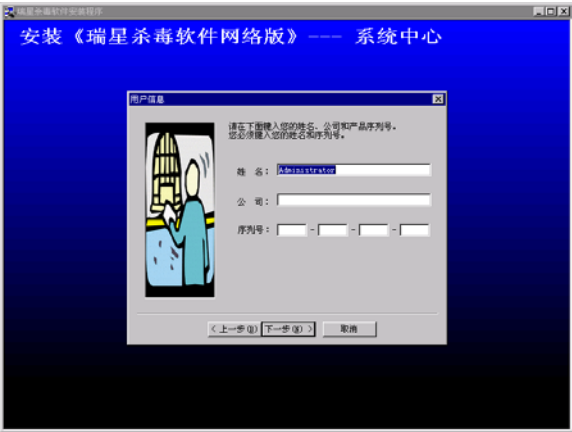 瑞星杀毒软件安装程序
安装《瑞星杀毒软件网络版》--- 系统中心
用户信息
请在下面键入您的姓名、公司和产品序列号。
您必须键入您的姓名和序列号。
姓 名： Administrator
公 司：
序列号： - - -
< 上一步(B) 下一步(N) > 取消